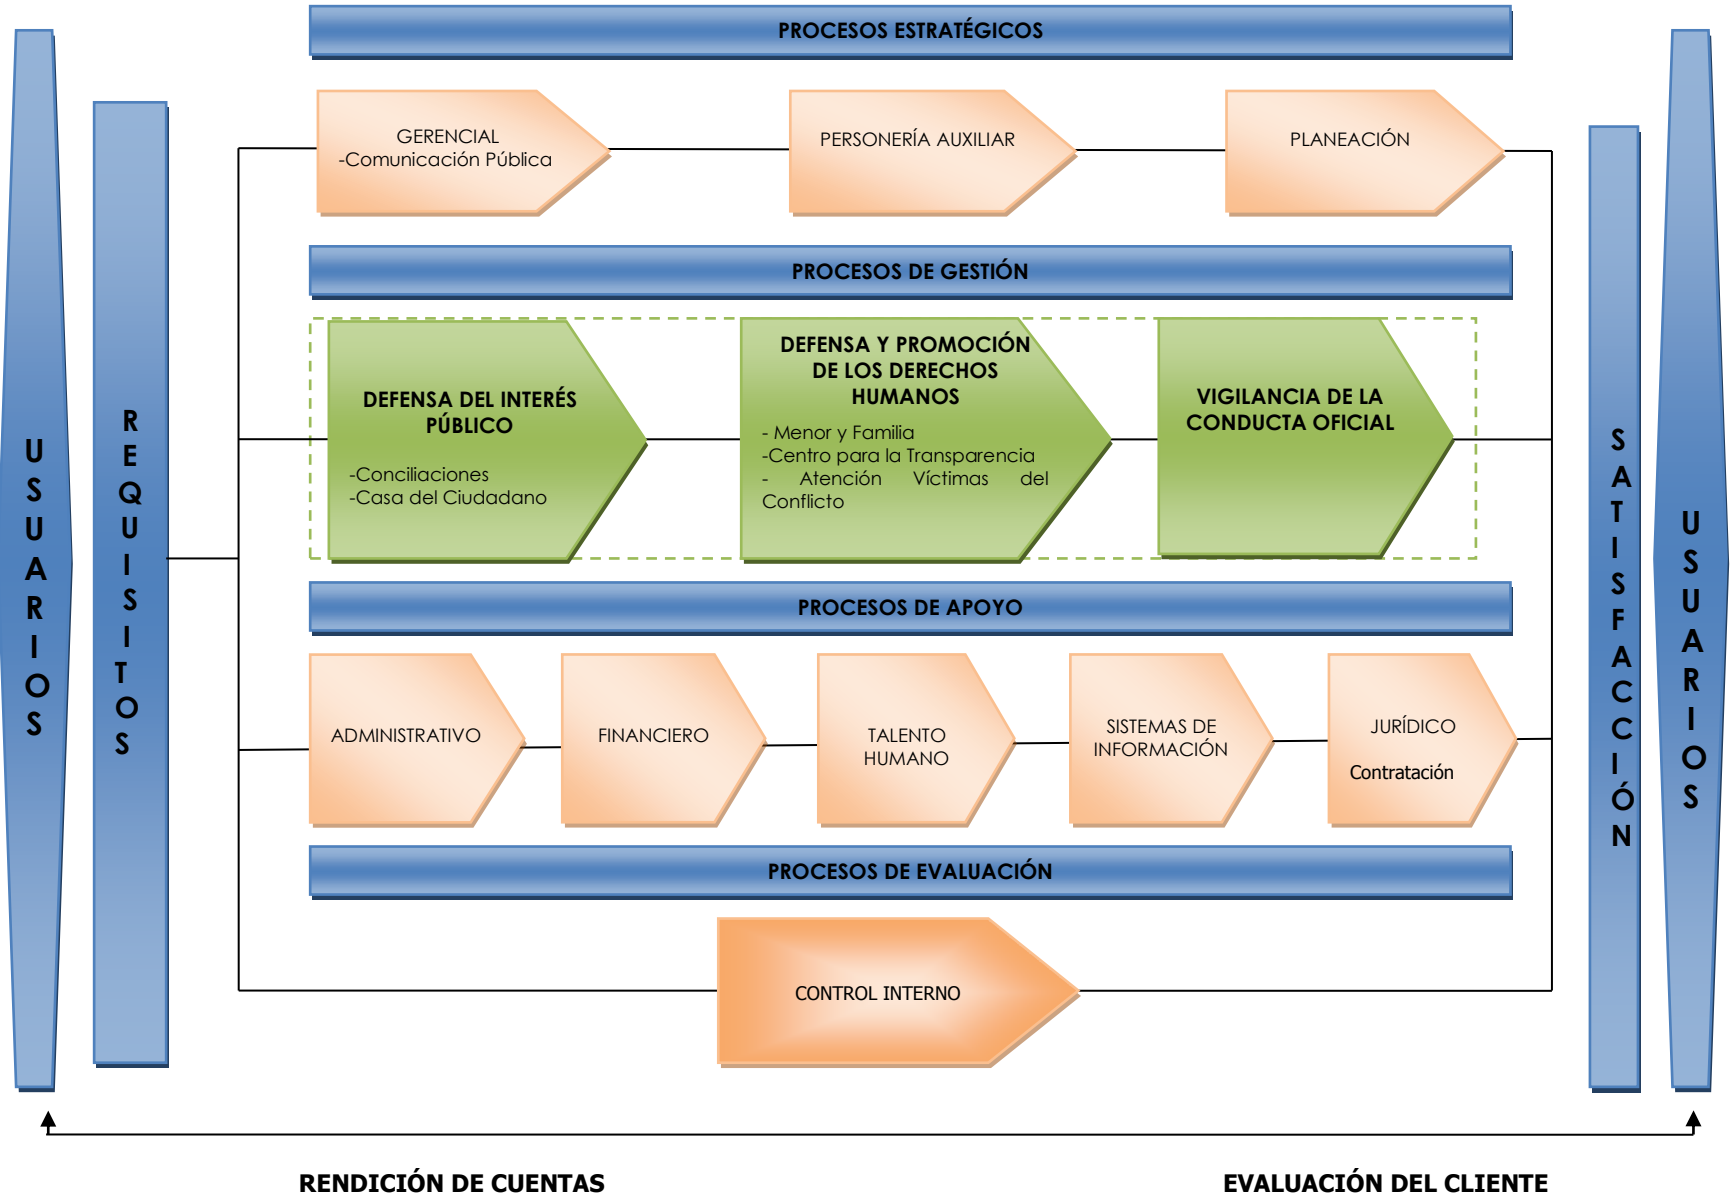 PROCESOS ESTRATÉGICOS
GERENCIAL
-Comunicación Pública
PERSONERÍA AUXILIAR
PLANEACIÓN
PROCESOS DE GESTIÓN
DEFENSA DEL INTERÉS
PÚBLICO
-Conciliaciones
-Casa del Ciudadano
DEFENSA Y PROMOCIÓN
DE LOS DERECHOS
HUMANOS
- Menor y Familia
-Centro para la Transparencia
- Atención Víctimas del
Conflicto
VIGILANCIA DE LA
CONDUCTA OFICIAL
PROCESOS DE APOYO
ADMINISTRATIVO
FINANCIERO
TALENTO
HUMANO
SISTEMAS DE
INFORMACIÓN
JURÍDICO
Contratación
PROCESOS DE EVALUACIÓN
CONTROL INTERNO
USUARIOS
REQUISITOS
SATISFACCIÓN
USUARIOS
RENDICIÓN DE CUENTAS
EVALUACIÓN DEL CLIENTE